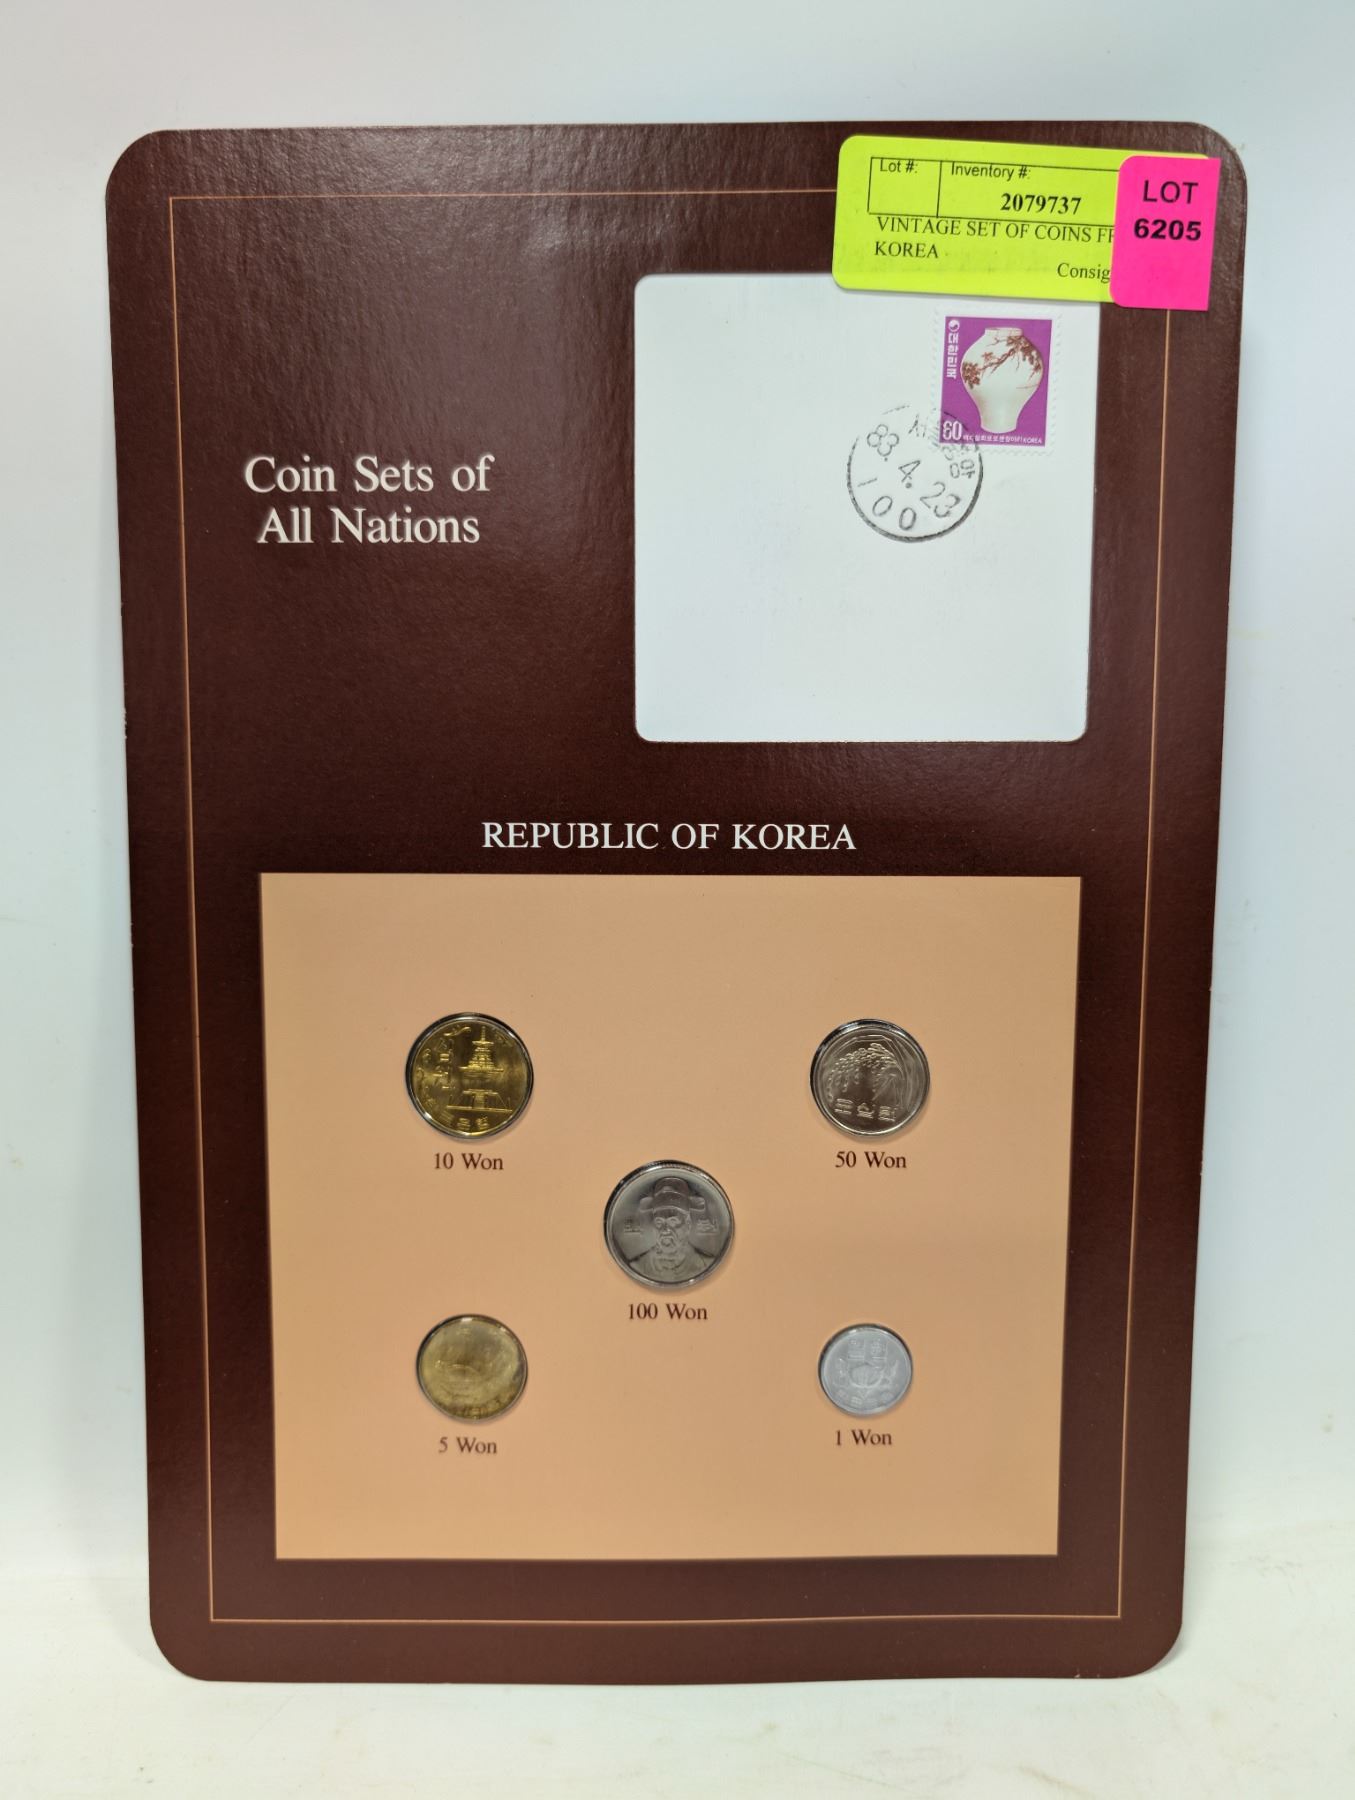 Lot #:
Inventory #:
2079737
VINTAGE SET OF COINS
KOREA
Consig
LOT
6205
대한민국
60
KOREA
83.4.23
100
Coin Sets of
All Nations
REPUBLIC OF KOREA
10 Won
50 Won
100 Won
5 Won
1 Won